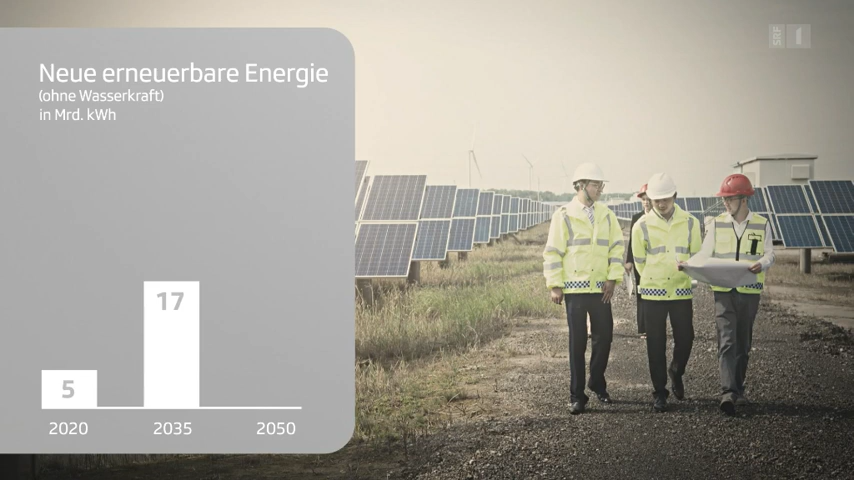 Neue erneuerbare Energie
(ohne Wasserkraft)
in Mrd. kWh
17
5
2020 2035 2050
SRF 1